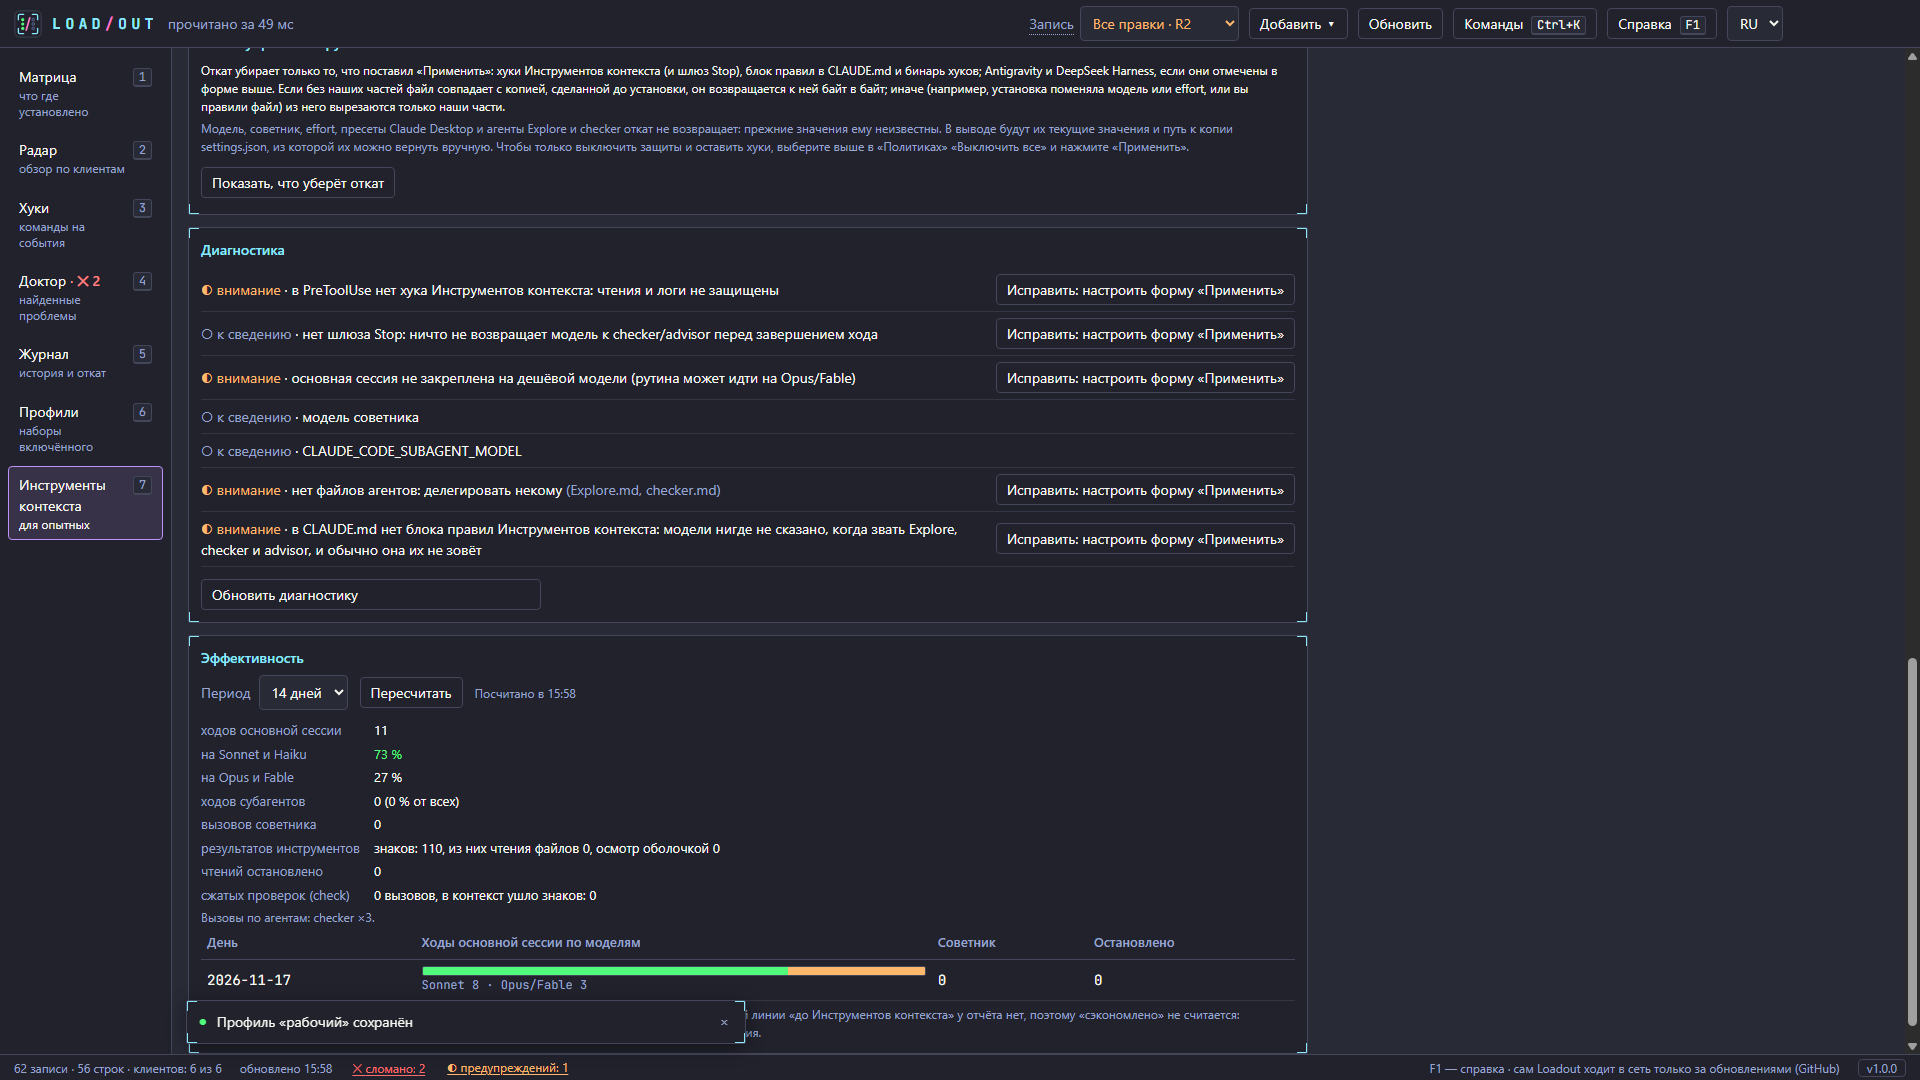 LOAD/OUT прочитано за 49 мс
Запись Все правки · R2 Добавить ▾ Обновить Команды Ctrl+K Справка F1 RU
Матрица 1
что где
установлено
Радар 2
обзор по клиентам
Хуки 3
команды на
события
Доктор · ✕ 2 4
найденные
проблемы
Журнал 5
история и откат
Профили 6
наборы
включённого
Инструменты 7
контекста
для опытных
Откат убирает только то, что поставил «Применить»: хуки Инструментов контекста (и шлюз Stop), блок правил в CLAUDE.md и бинарь хуков; Antigravity и DeepSeek Harness, если они отмечены в
форме выше. Если без наших частей файл совпадает с копией, сделанной до установки, он возвращается к ней байт в байт; иначе (например, установка поменяла модель или effort, или вы
правили файл) из него вырезаются только наши части.
Модель, советник, effort, пресеты Claude Desktop и агенты Explore и checker откат не возвращает: прежние значения ему неизвестны. В выводе будут их текущие значения и путь к копии
settings.json, из которой их можно вернуть вручную. Чтобы только выключить защиты и оставить хуки, выберите выше в «Политиках» «Выключить все» и нажмите «Применить».
Показать, что уберёт откат
Диагностика
внимание · в PreToolUse нет хука Инструментов контекста: чтения и логи не защищены Исправить: настроить форму «Применить»
к сведению · нет шлюза Stop: ничто не возвращает модель к checker/advisor перед завершением хода Исправить: настроить форму «Применить»
внимание · основная сессия не закреплена на дешёвой модели (рутина может идти на Opus/Fable) Исправить: настроить форму «Применить»
к сведению · модель советника
к сведению · CLAUDE_CODE_SUBAGENT_MODEL
внимание · нет файлов агентов: делегировать некому (Explore.md, checker.md) Исправить: настроить форму «Применить»
внимание · в CLAUDE.md нет блока правил Инструментов контекста: модели нигде не сказано, когда звать Explore,
checker и advisor, и обычно она их не зовёт Исправить: настроить форму «Применить»
Обновить диагностику
Эффективность
Период 14 дней Пересчитать Посчитано в 15:58
ходов основной сессии 11
на Sonnet и Haiku 73 %
на Opus и Fable 27 %
ходов субагентов 0 (0 % от всех)
вызовов советника 0
результатов инструментов знаков: 110, из них чтения файлов 0, осмотр оболочкой 0
чтений остановлено 0
сжатых проверок (check) 0 вызовов, в контекст ушло знаков: 0
Вызовы по агентам: checker ×3.
День Ходы основной сессии по моделям Советник Остановлено
2026-11-17 0 0
Sonnet 8 · Opus/Fable 3
Профиль «рабочий» сохранён ×
линии «до Инструментов контекста» у отчёта нет, поэтому «сэкономлено» не считается:
62 записи · 56 строк · клиентов: 6 из 6 обновлено 15:58 ✕ сломано: 2 предупреждений: 1
F1 — справка · сам Loadout ходит в сеть только за обновлениями (GitHub) v1.0.0